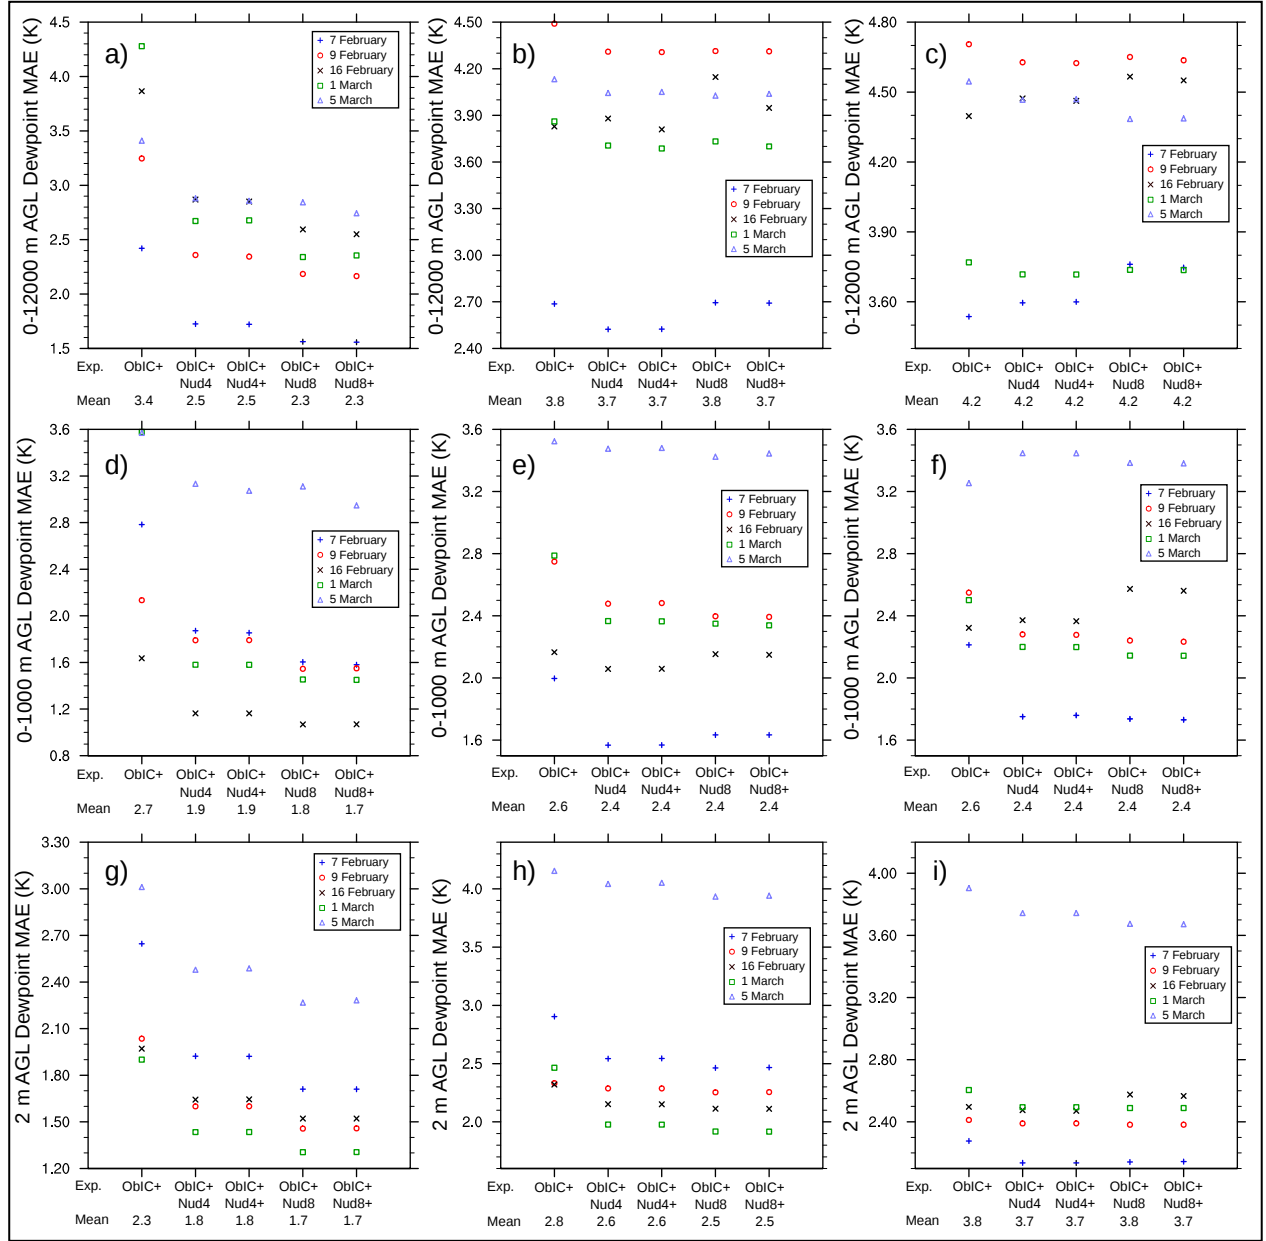 a)
0-12000 m AGL Dewpoint MAE (K)
4.5
4.0
3.5
3.0
2.5
2.0
1.5
7 February
9 February
16 February
1 March
5 March
Exp. ObIC+ ObIC+ ObIC+ ObIC+ ObIC+
Nud4 Nud4+ Nud8 Nud8+
Mean 3.4 2.5 2.5 2.3 2.3
b)
0-12000 m AGL Dewpoint MAE (K)
4.50
4.20
3.90
3.60
3.30
3.00
2.70
2.40
7 February
9 February
16 February
1 March
5 March
ObIC+ ObIC+ ObIC+ ObIC+ ObIC+
Nud4 Nud4+ Nud8 Nud8+
Mean 3.8 3.7 3.7 3.8 3.7
c)
0-12000 m AGL Dewpoint MAE (K)
4.80
4.50
4.20
3.90
3.60
7 February
9 February
16 February
1 March
5 March
Exp. ObIC+ ObIC+ ObIC+ ObIC+ ObIC+
Nud4 Nud4+ Nud8 Nud8+
Mean 4.2 4.2 4.2 4.2 4.2
d)
0-1000 m AGL Dewpoint MAE (K)
3.6
3.2
2.8
2.4
2.0
1.6
1.2
0.8
7 February
9 February
16 February
1 March
5 March
Exp. ObIC+ ObIC+ ObIC+ ObIC+ ObIC+
Nud4 Nud4+ Nud8 Nud8+
Mean 2.7 1.9 1.9 1.8 1.7
e)
0-1000 m AGL Dewpoint MAE (K)
3.6
3.2
2.8
2.4
2.0
1.6
7 February
9 February
16 February
1 March
5 March
Exp. ObIC+ ObIC+ ObIC+ ObIC+ ObIC+
Nud4 Nud4+ Nud8 Nud8+
Mean 2.6 2.4 2.4 2.4 2.4
f)
0-1000 m AGL Dewpoint MAE (K)
3.6
3.2
2.8
2.4
2.0
1.6
7 February
9 February
16 February
1 March
5 March
Exp. ObIC+ ObIC+ ObIC+ ObIC+ ObIC+
Nud4 Nud4+ Nud8 Nud8+
Mean 2.6 2.4 2.4 2.4 2.4
g)
2 m AGL Dewpoint MAE (K)
3.30
3.00
2.70
2.40
2.10
1.80
1.50
1.20
7 February
9 February
16 February
1 March
5 March
Exp. ObIC+ ObIC+ ObIC+ ObIC+ ObIC+
Nud4 Nud4+ Nud8 Nud8+
Mean 2.3 1.8 1.8 1.7 1.7
h)
2 m AGL Dewpoint MAE (K)
4.0
3.5
3.0
2.5
2.0
7 February
9 February
16 February
1 March
5 March
Exp. ObIC+ ObIC+ ObIC+ ObIC+ ObIC+
Nud4 Nud4+ Nud8 Nud8+
Mean 2.8 2.6 2.6 2.5 2.5
i)
2 m AGL Dewpoint MAE (K)
4.00
3.60
3.20
2.80
2.40
7 February
9 February
16 February
1 March
5 March
Exp. ObIC+ ObIC+ ObIC+ ObIC+ ObIC+
Nud4 Nud4+ Nud8 Nud8+
Mean 3.8 3.7 3.7 3.8 3.7